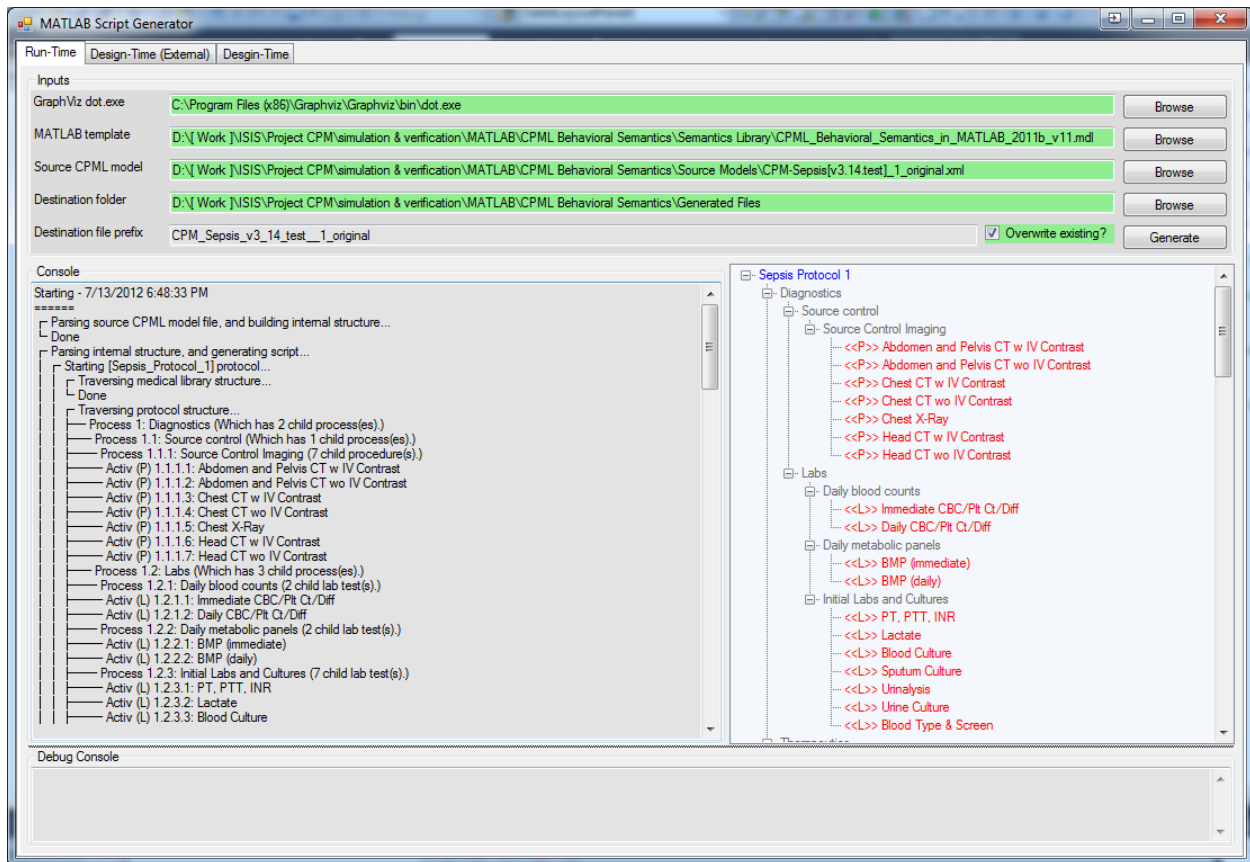 MATLAB Script Generator
Run-Time Design-Time (External) Desgin-Time
Inputs
GraphViz dot.exe C:\Program Files (x86)\Graphviz\Graphviz\bin\dot.exe Browse
MATLAB template D:\[ Work ]\ISIS\Project CPM\simulation & verification\MATLAB\CPML Behavioral Semantics\Semantics Library\CPML_Behavioral_Semantics_in_MATLAB_2011b_v11.mdl Browse
Source CPML model D:\[ Work ]\ISIS\Project CPM\simulation & verification\MATLAB\CPML Behavioral Semantics\Source Models\CPM-Sepsis[v3.14.test]_1_original.xml Browse
Destination folder D:\[ Work ]\ISIS\Project CPM\simulation & verification\MATLAB\CPML Behavioral Semantics\Generated Files Browse
Destination file prefix CPM_Sepsis_v3_14_test__1_original Overwrite existing? Generate
Console
Starting - 7/13/2012 6:48:33 PM
======
Parsing source CPML model file, and building internal structure...
Done
Parsing internal structure, and generating script...
Starting [Sepsis_Protocol_1] protocol...
Traversing medical library structure...
Done
Traversing protocol structure...
Process 1: Diagnostics (Which has 2 child process(es).)
Process 1.1: Source control (Which has 1 child process(es).)
Process 1.1.1: Source Control Imaging (7 child procedure(s).)
Activ (P) 1.1.1.1: Abdomen and Pelvis CT w IV Contrast
Activ (P) 1.1.1.2: Abdomen and Pelvis CT wo IV Contrast
Activ (P) 1.1.1.3: Chest CT w IV Contrast
Activ (P) 1.1.1.4: Chest CT wo IV Contrast
Activ (P) 1.1.1.5: Chest X-Ray
Activ (P) 1.1.1.6: Head CT w IV Contrast
Activ (P) 1.1.1.7: Head CT wo IV Contrast
Process 1.2: Labs (Which has 3 child process(es).)
Process 1.2.1: Daily blood counts (2 child lab test(s).)
Activ (L) 1.2.1.1: Immediate CBC/Plt Ct/Diff
Activ (L) 1.2.1.2: Daily CBC/Plt Ct/Diff
Process 1.2.2: Daily metabolic panels (2 child lab test(s).)
Activ (L) 1.2.2.1: BMP (immediate)
Activ (L) 1.2.2.2: BMP (daily)
Process 1.2.3: Initial Labs and Cultures (7 child lab test(s).)
Activ (L) 1.2.3.1: PT, PTT, INR
Activ (L) 1.2.3.2: Lactate
Activ (L) 1.2.3.3: Blood Culture
Sepsis Protocol 1
Diagnostics
Source control
Source Control Imaging
<<P>> Abdomen and Pelvis CT w IV Contrast
<<P>> Abdomen and Pelvis CT wo IV Contrast
<<P>> Chest CT w IV Contrast
<<P>> Chest CT wo IV Contrast
<<P>> Chest X-Ray
<<P>> Head CT w IV Contrast
<<P>> Head CT wo IV Contrast
Labs
Daily blood counts
<<L>> Immediate CBC/Plt Ct/Diff
<<L>> Daily CBC/Plt Ct/Diff
Daily metabolic panels
<<L>> BMP (immediate)
<<L>> BMP (daily)
Initial Labs and Cultures
<<L>> PT, PTT, INR
<<L>> Lactate
<<L>> Blood Culture
<<L>> Sputum Culture
<<L>> Urinalysis
<<L>> Urine Culture
<<L>> Blood Type & Screen
Debug Console